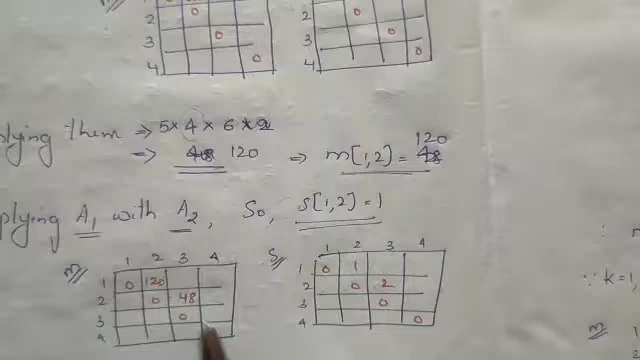 2 0
3 0
4 0
2 0
3 0
4 0
plying them ⇒ 5 × 4 × 6
⇒ 120 ⇒ m[1,2] = 120
plying A₁ with A₂, So, s[1,2] = 1
m
1 2 3 4
1 0 120
2 0 48
3 0
4
S
1 2 3 4
1 0 1
2 0 2
3 0
4 0
∵ k=1,
m 1